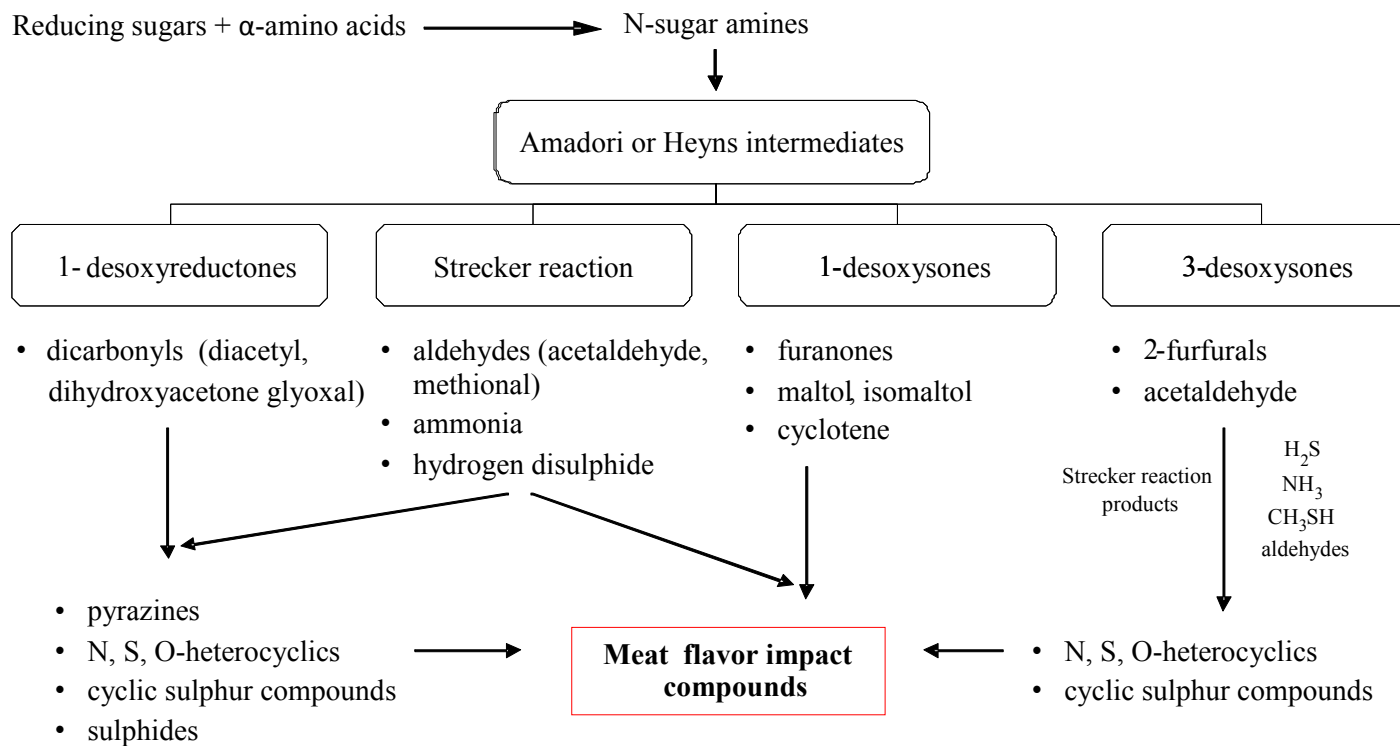 Reducing sugars + α-amino acids
N-sugar amines
Amadori or Heyns intermediates
1- desoxyreductones
Strecker reaction
1-desoxysones
3-desoxysones
• dicarbonyls (diacetyl,
dihydroxyacetone glyoxal)
• aldehydes (acetaldehyde,
methional)
• ammonia
• hydrogen disulphide
• furanones
• maltol, isomaltol
• cyclotene
• 2-furfurals
• acetaldehyde
Strecker reaction
products
H₂S
NH₃
CH₃SH
aldehydes
• pyrazines
• N, S, O-heterocyclics
• cyclic sulphur compounds
• sulphides
Meat flavor impact
compounds
• N, S, O-heterocyclics
• cyclic sulphur compounds